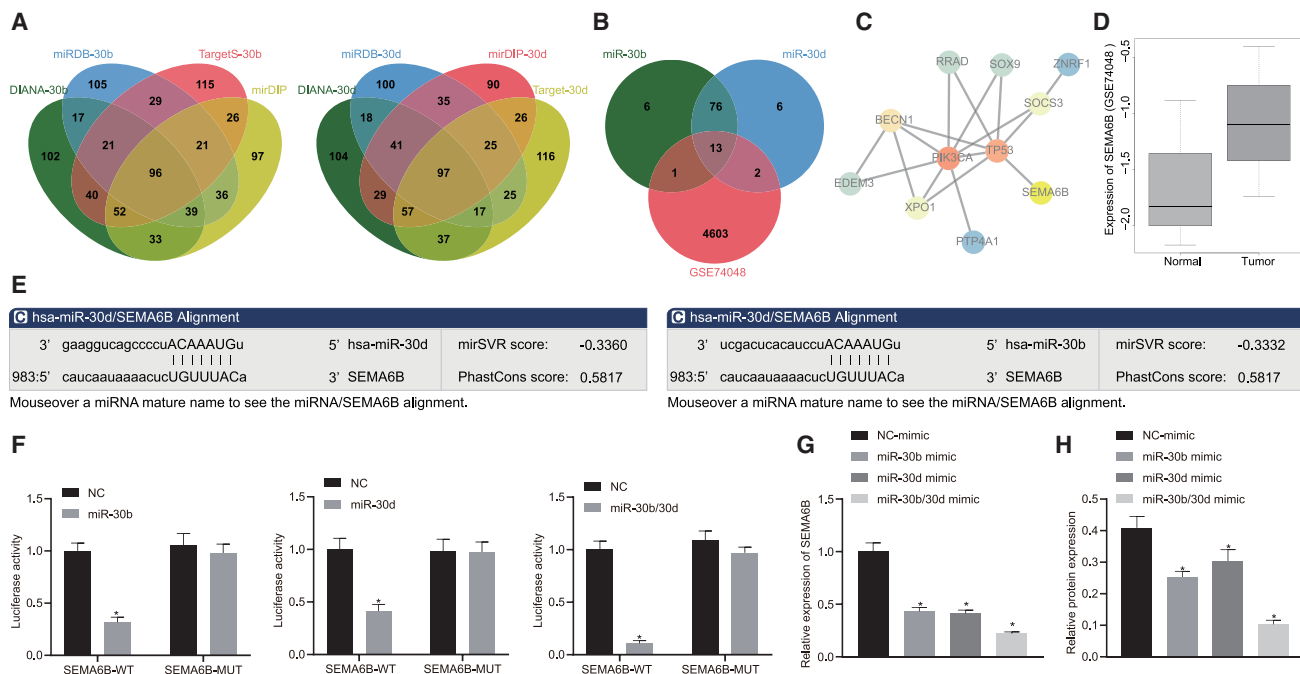 A
miRDB-30b
TargetS-30b
DIANA-30b
mirDIP
105
115
29
17
26
21
21
102
96
97
40
36
52
39
33
miRDB-30d
mirDIP-30d
DIANA-30d
Target-30d
100
90
35
18
26
41
25
104
97
116
29
25
57
17
37
B
miR-30b
miR-30d
6
76
6
13
1
2
4603
GSE74048
C
RRAD
SOX9
ZNRF1
SOCS3
BECN1
PIK3CA
TP53
EDEM3
SEMA6B
XPO1
PTP4A1
D
Expression of SEMA6B (GSE74048)
-0.5
-1.0
-1.5
-2.0
Normal
Tumor
E
C hsa-miR-30d/SEMA6B Alignment
3' gaaggucagccccuACAAAUGu 5' hsa-miR-30d mirSVR score: -0.3360
983:5' caucaauaaaacucUGUUUACa 3' SEMA6B PhastCons score: 0.5817
Mouseover a miRNA mature name to see the miRNA/SEMA6B alignment.
C hsa-miR-30d/SEMA6B Alignment
3' ucgacucacauccuACAAAUGu 5' hsa-miR-30b mirSVR score: -0.3332
983:5' caucaauaaaacucUGUUUACa 3' SEMA6B PhastCons score: 0.5817
Mouseover a miRNA mature name to see the miRNA/SEMA6B alignment.
F
NC
miR-30b
Luciferase activity
1.5
1.0
0.5
0.0
*
SEMA6B-WT
SEMA6B-MUT
NC
miR-30d
Luciferase activity
1.5
1.0
0.5
0.0
*
SEMA6B-WT
SEMA6B-MUT
NC
miR-30b/30d
Luciferase activity
1.5
1.0
0.5
0.0
*
SEMA6B-WT
SEMA6B-MUT
G
NC-mimic
miR-30b mimic
miR-30d mimic
miR-30b/30d mimic
Relative expression of SEMA6B
1.5
1.0
0.5
0.0
*
*
*
H
NC-mimic
miR-30b mimic
miR-30d mimic
miR-30b/30d mimic
Relative protein expression
0.5
0.4
0.3
0.2
0.1
0.0
*
*
*